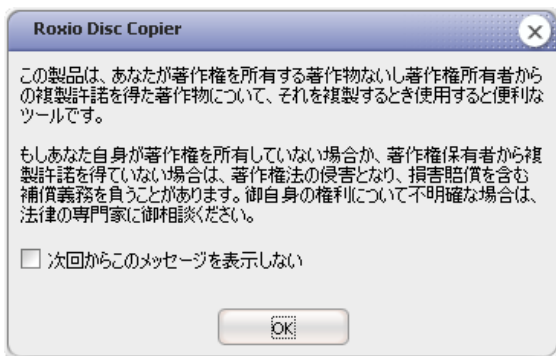 Roxio Disc Copier
この製品は、あなたが著作権を所有する著作物ないし著作権所有者から
の複製許諾を得た著作物について、それを複製するとき使用すると便利な
ツールです。
もしあなた自身が著作権を所有していない場合か、著作権保有者から複
製許諾を得ていない場合は、著作権法の侵害となり、損害賠償を含む
補償義務を負うことがあります。御自身の権利について不明確な場合は、
法律の専門家に御相談ください。
次回からこのメッセージを表示しない
OK